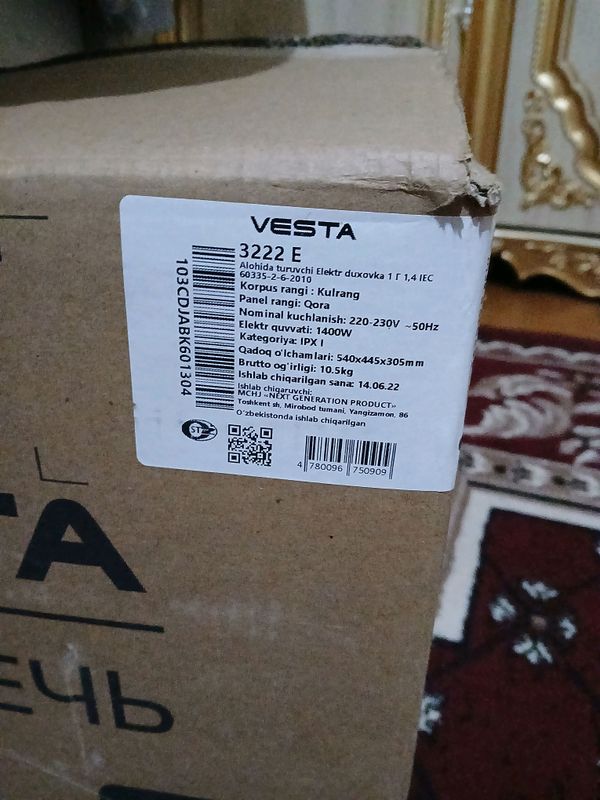 VESTA
3222 E
Alohida turuvchi Elektr duxovka 1 Г 1,4 IEC
60335-2-6-2010
Korpus rangi : Kulrang
Panel rangi: Qora
Nominal kuchlanish: 220-230V ~50Hz
Elektr quvvati: 1400W
Kategoriya: IPX I
Qadoq o'lchamlari: 540x445x305mm
Brutto og'irligi: 10.5kg
Ishlab chiqarilgan sana: 14.06.22
Ishlab chiqaruvchi:
MCHJ «NEXT GENERATION PRODUCT»
Toshkent sh, Mirobod tumani, Yangizamon, 86
O'zbekistonda ishlab chiqarilgan
103CDJABK601304
4 780096 750909
TA
ЕЧЬ